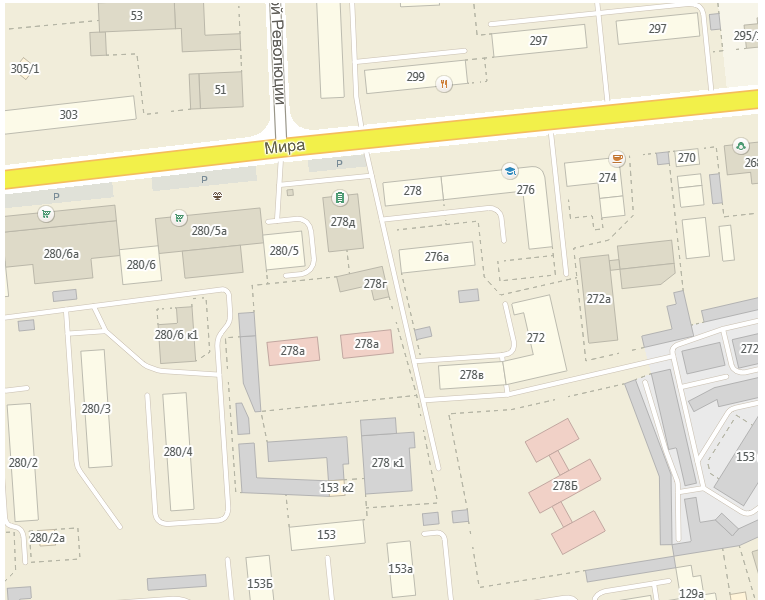 53
ой Революции
297
297
295/1
305/1
299
51
303
Мира
P
P
P
270
268
274
278
276
278д
280/5а
280/6а
280/6
280/5
276а
278г
272а
280/6 к1
278а
278а
272
272
278в
280/3
280/4
280/2
278 к1
153
153 к2
278Б
153
280/2а
153Б
153а
129а